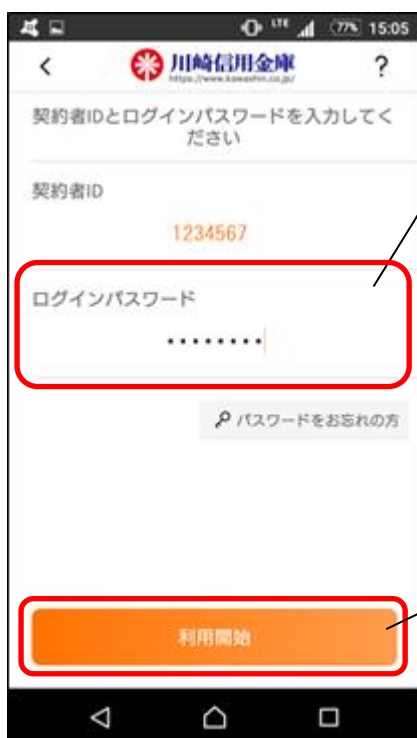 LTE 77% 15:05
川崎信用金庫
https://www.kawashin.co.jp/
?
契約者IDとログインパスワードを入力してく
ださい
契約者ID
1234567
ログインパスワード
••••••••
パスワードをお忘れの方
利用開始